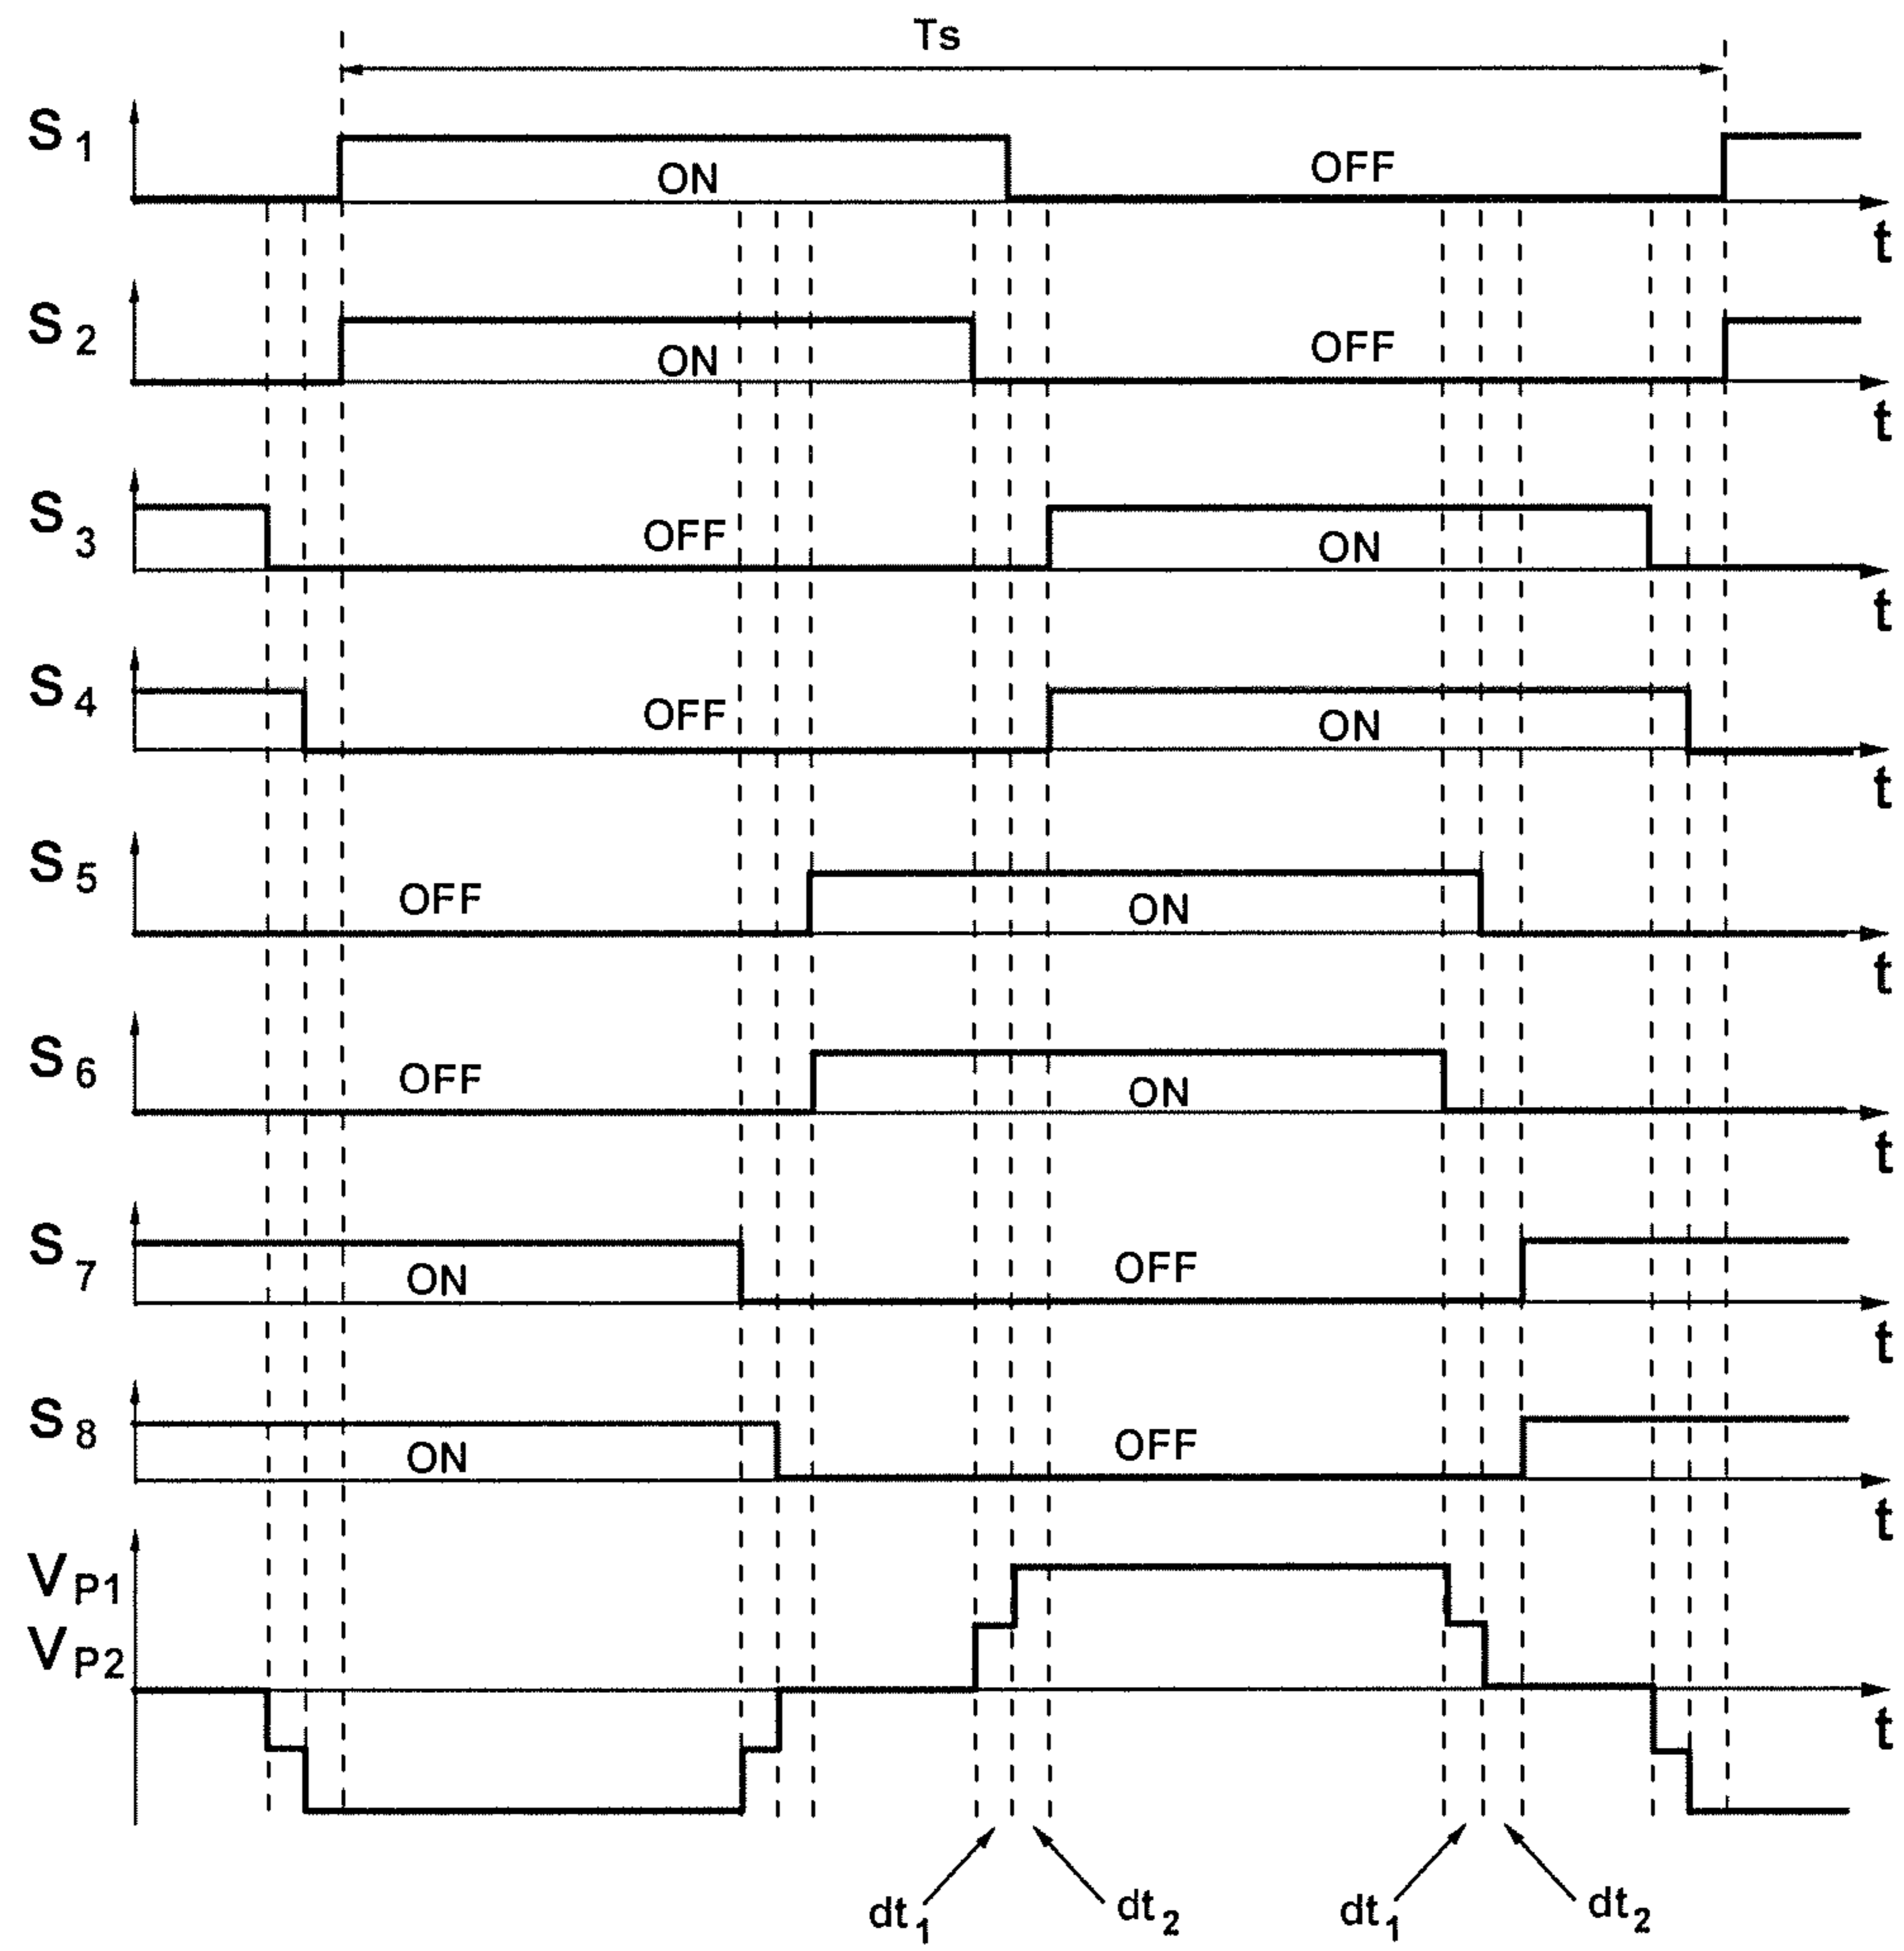 Ts
S1 ON OFF t
S2 ON OFF t
S3 OFF ON t
S4 OFF ON t
S5 OFF ON t
S6 OFF ON t
S7 ON OFF t
S8 ON OFF t
VP1
VP2 t
dt1 dt2 dt1 dt2